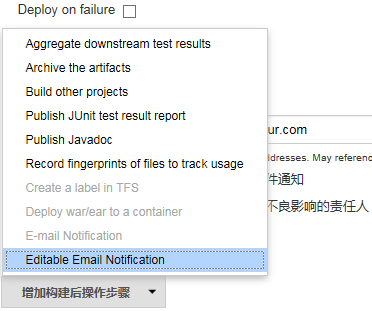 Deploy on failure
Aggregate downstream test results
Archive the artifacts
Build other projects
Publish JUnit test result report
Publish Javadoc
Record fingerprints of files to track usage
Create a label in TFS
Deploy war/ear to a container
E-mail Notification
Editable Email Notification
ur.com
dresses. May reference
件通知
不良影响的责任人
增加构建后操作步骤